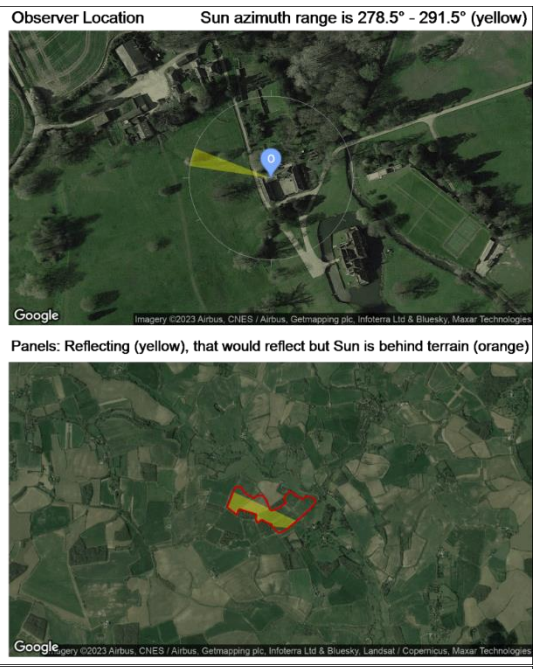 Observer Location Sun azimuth range is 278.5° - 291.5° (yellow)
O
Google
Imagery ©2023 Airbus, CNES / Airbus, Getmapping plc, Infoterra Ltd & Bluesky, Maxar Technologies
Panels: Reflecting (yellow), that would reflect but Sun is behind terrain (orange)
Google
gery ©2023 Airbus, CNES / Airbus, Getmapping plc, Infoterra Ltd & Bluesky, Landsat / Copernicus, Maxar Technologies